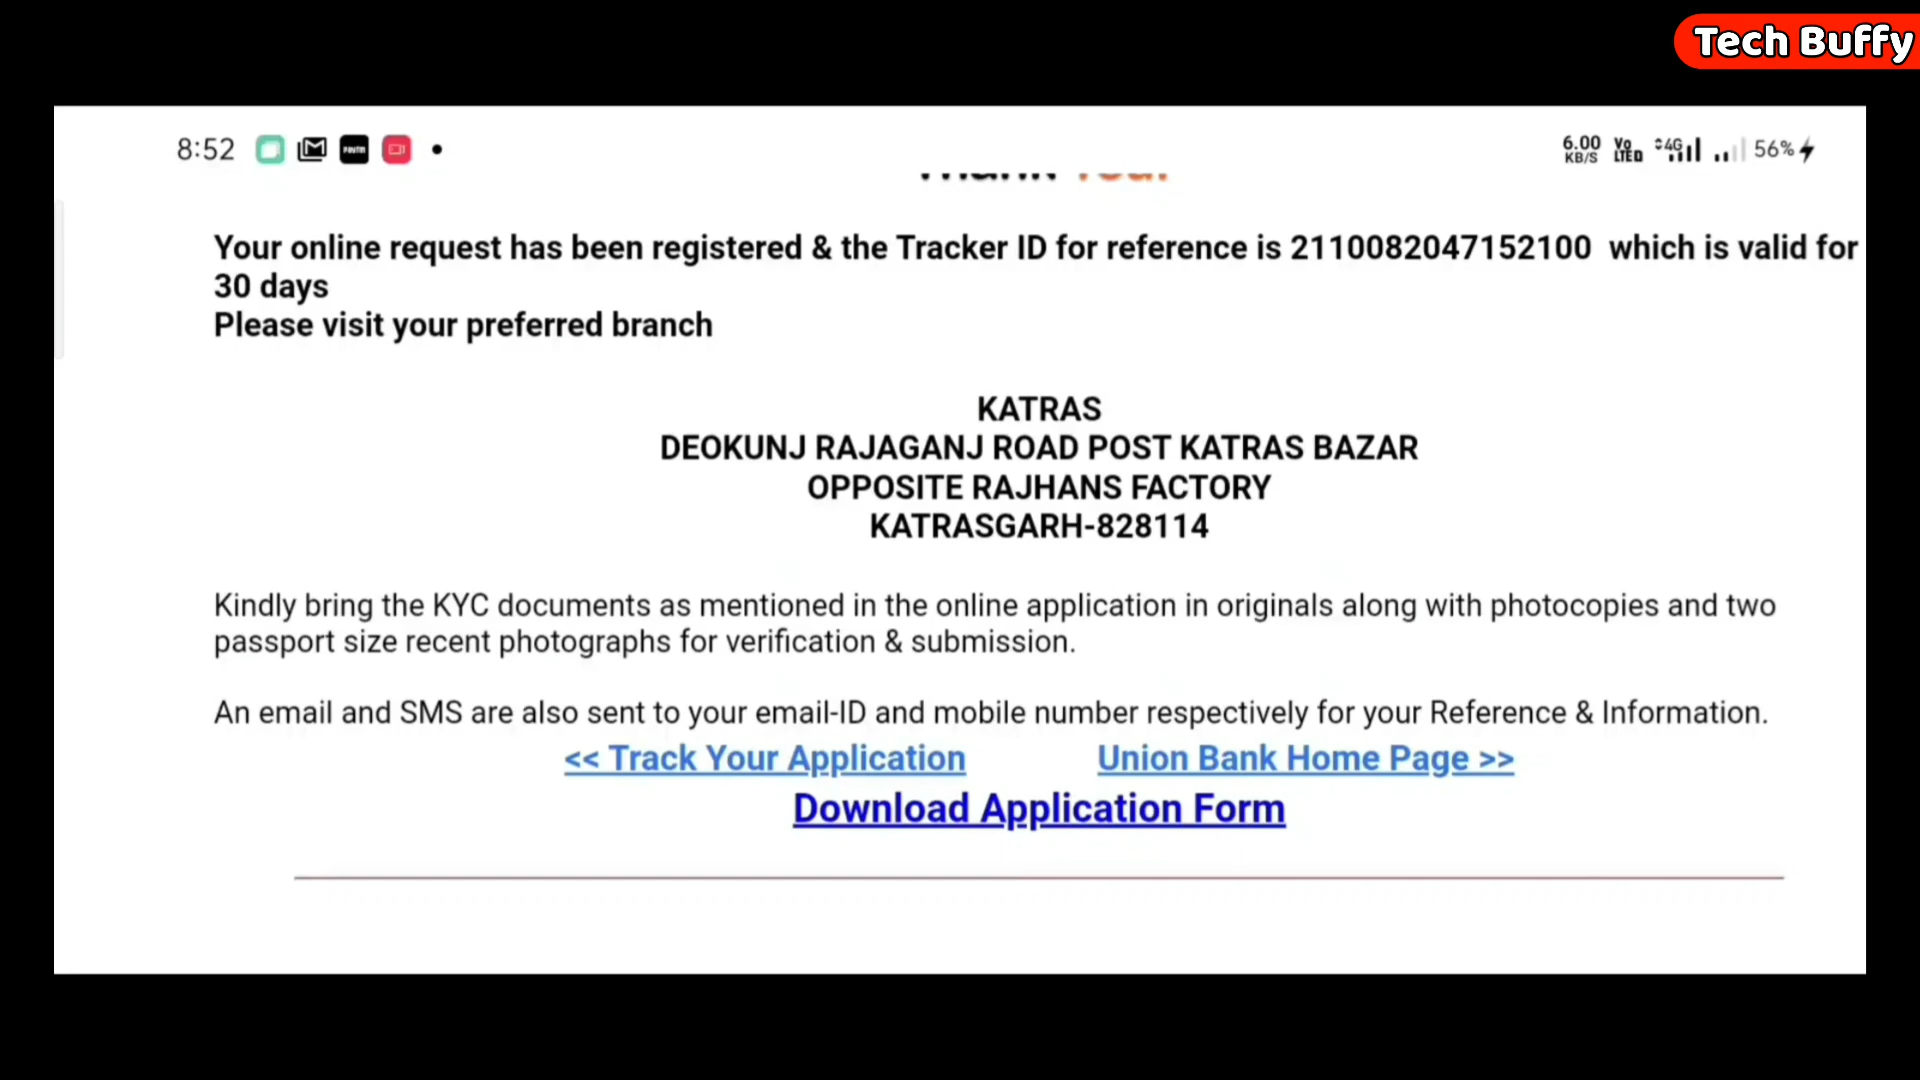 Tech Buffy
8:52 paytm 6.00 KB/S Vo LTE 4G 56%
Your online request has been registered & the Tracker ID for reference is 2110082047152100 which is valid for
30 days
Please visit your preferred branch
KATRAS
DEOKUNJ RAJAGANJ ROAD POST KATRAS BAZAR
OPPOSITE RAJHANS FACTORY
KATRASGARH-828114
Kindly bring the KYC documents as mentioned in the online application in originals along with photocopies and two
passport size recent photographs for verification & submission.
An email and SMS are also sent to your email-ID and mobile number respectively for your Reference & Information.
<< Track Your Application Union Bank Home Page >>
Download Application Form